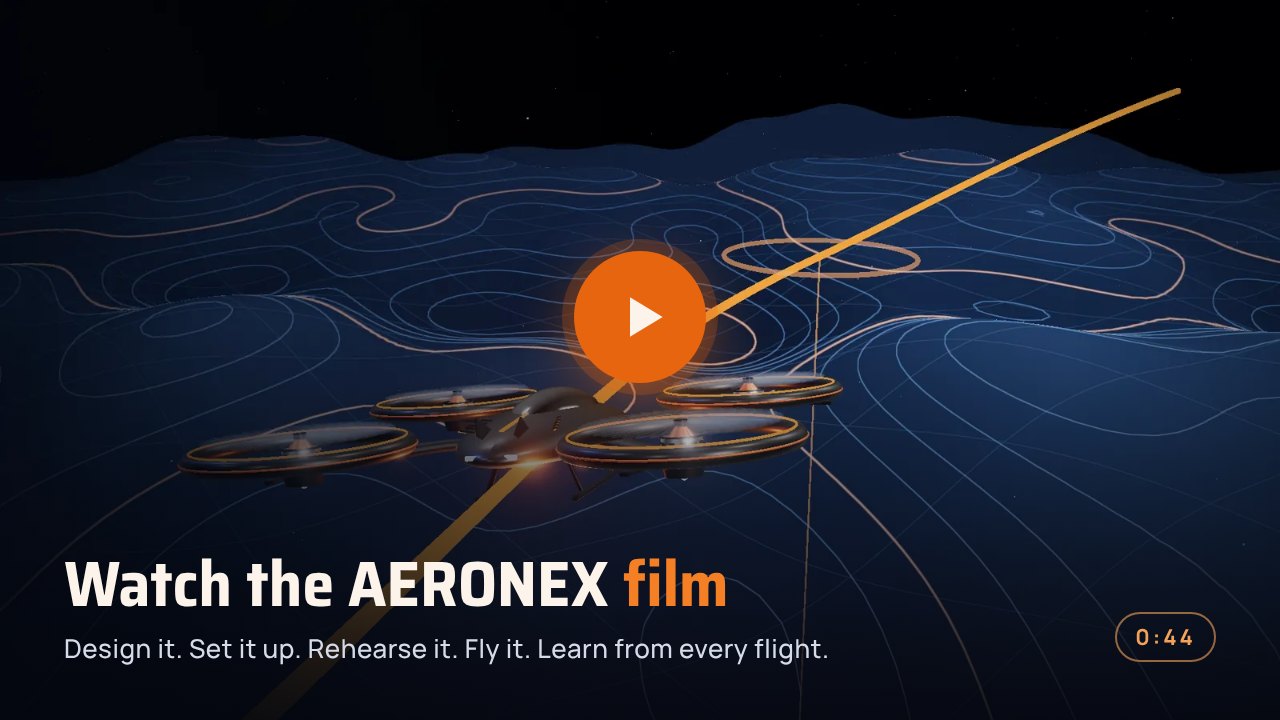 Watch the AERONEX film
Design it. Set it up. Rehearse it. Fly it. Learn from every flight.
0:44